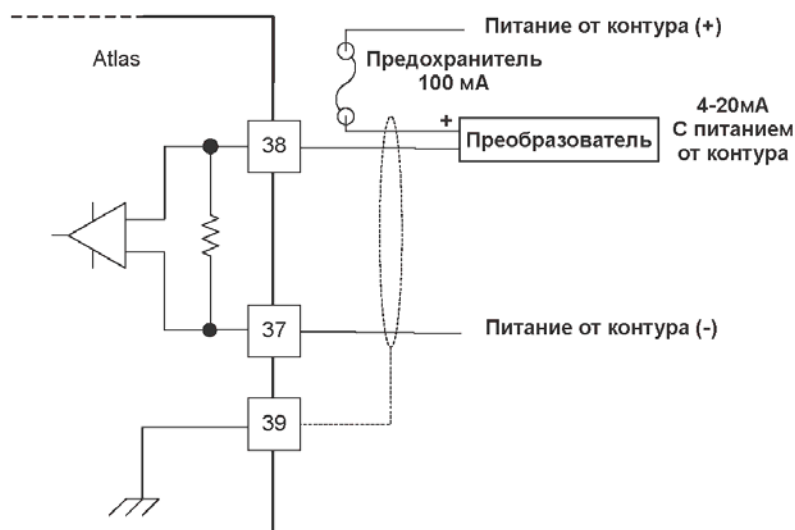 Питание от контура (+)
Atlas
Предохранитель
100 мА
4-20мА
С питанием
от контура
+
Преобразователь
38
37
Питание от контура (-)
39